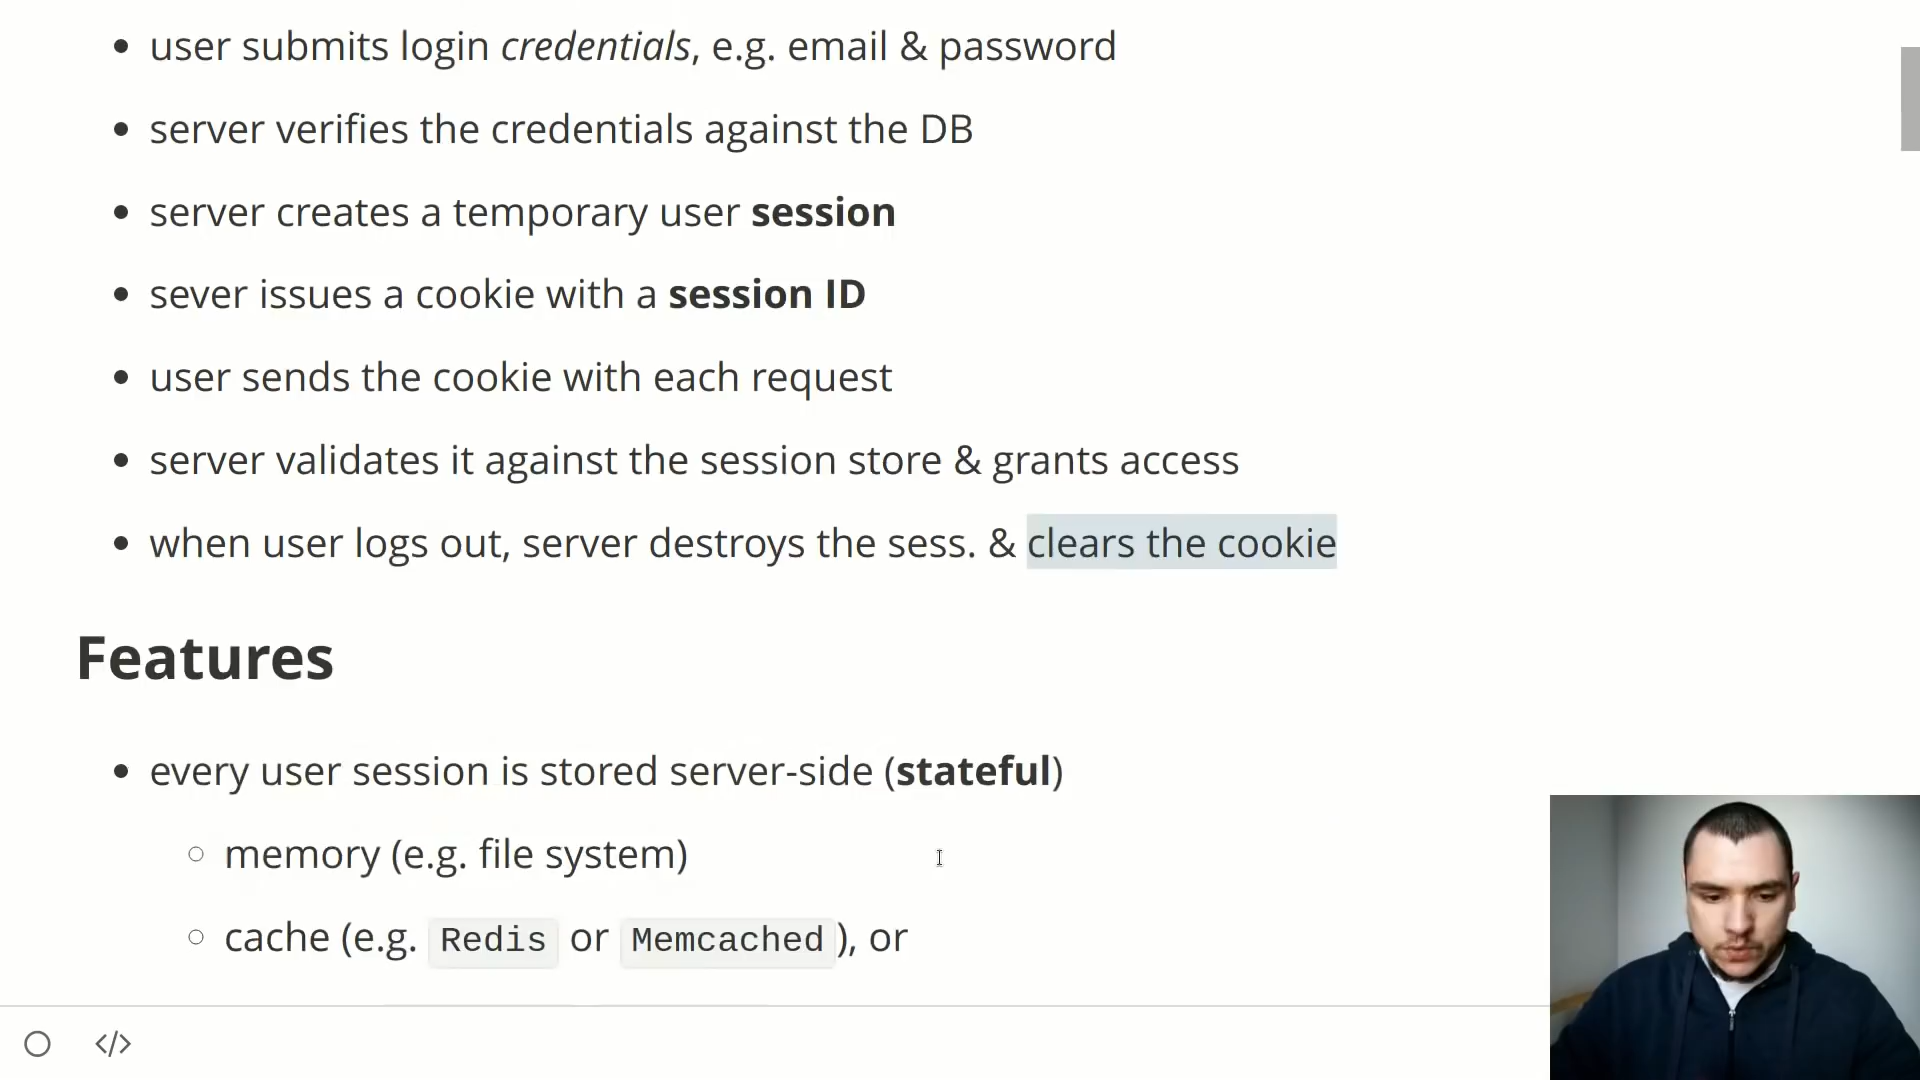 user submits login credentials, e.g. email & password
server verifies the credentials against the DB
server creates a temporary user session
sever issues a cookie with a session ID
user sends the cookie with each request
server validates it against the session store & grants access
when user logs out, server destroys the sess. & clears the cookie
Features
every user session is stored server-side (stateful)
memory (e.g. file system)
cache (e.g. Redis or Memcached), or
</>